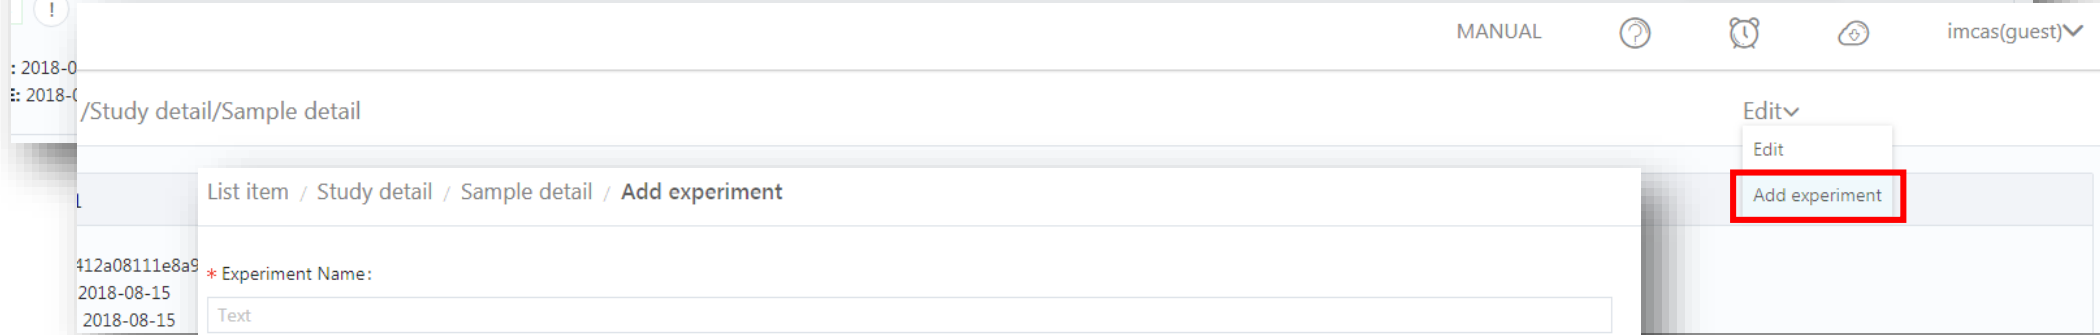 !
MANUAL imcas(guest)
: 2018-0
E: 2018-0
/Study detail/Sample detail
Edit
Edit
Add experiment
List item / Study detail / Sample detail / Add experiment
412a08111e8a9
* Experiment Name:
2018-08-15
2018-08-15
Text